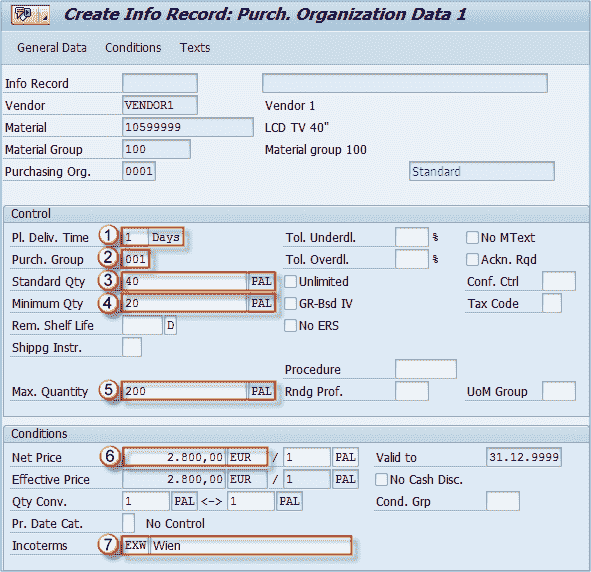 Create Info Record: Purch. Organization Data 1
General Data Conditions Texts
Info Record
Vendor VENDOR1 Vendor 1
Material 10599999 LCD TV 40"
Material Group 100 Material group 100
Purchasing Org. 0001 Standard
Control
Pl. Deliv. Time 1 1 Days Tol. Underdl. % No MText
Purch. Group 2 001 Tol. Overdl. % Ackn. Rqd
Standard Qty 3 40 PAL Unlimited Conf. Ctrl
Minimum Qty 4 20 PAL GR-Bsd IV Tax Code
Rem. Shelf Life D No ERS
Shippg Instr.
Procedure
Max. Quantity 5 200 PAL Rndg Prof. UoM Group
Conditions
Net Price 6 2.800,00 EUR / 1 PAL Valid to 31.12.9999
Effective Price 2.800,00 EUR / 1 PAL No Cash Disc.
Qty Conv. 1 PAL <-> 1 PAL Cond. Grp
Pr. Date Cat. No Control
Incoterms 7 EXW Wien